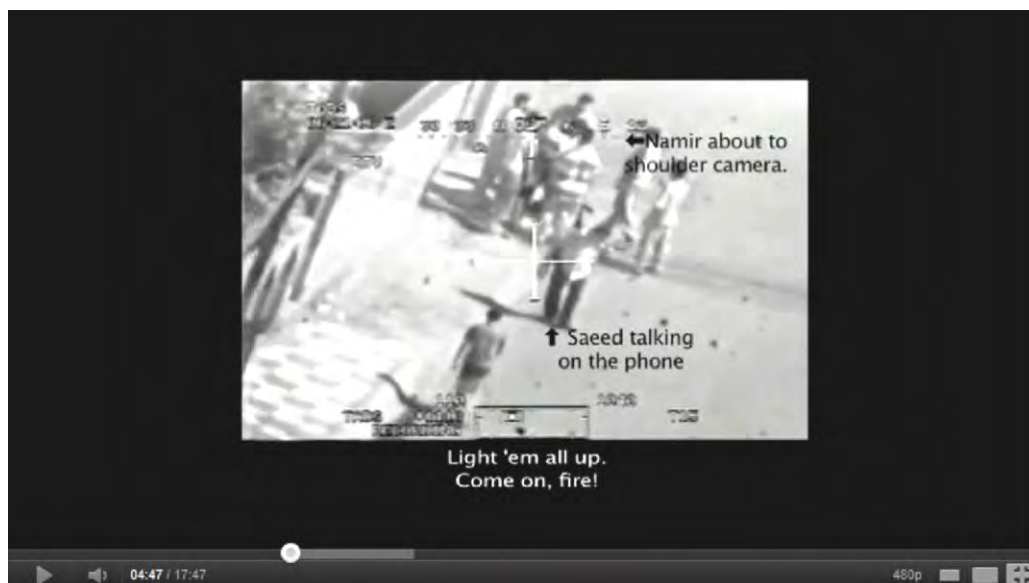 ←Namir about to
shoulder camera.
↑ Saeed talking
on the phone
RECORDING
Light 'em all up.
Come on, fire!
04:47 / 17:47
480p